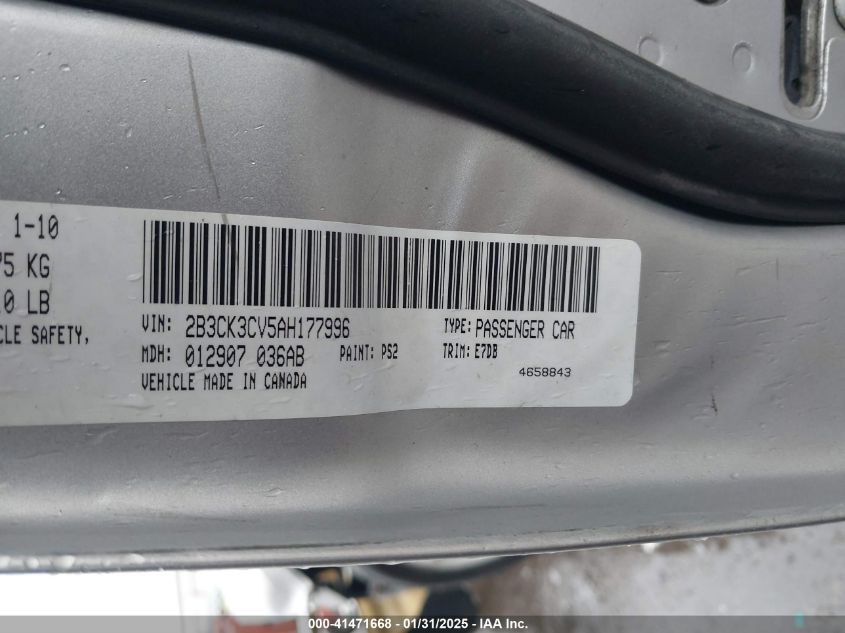 1-10
75 KG
0 LB
CLE SAFETY,
VIN: 2B3CK3CV5AH177996 TYPE: PASSENGER CAR
MDH: 012907 036AB PAINT: PS2 TRIM: E7DB
VEHICLE MADE IN CANADA 4658843
000-41471668 - 01/31/2025 - IAA Inc.